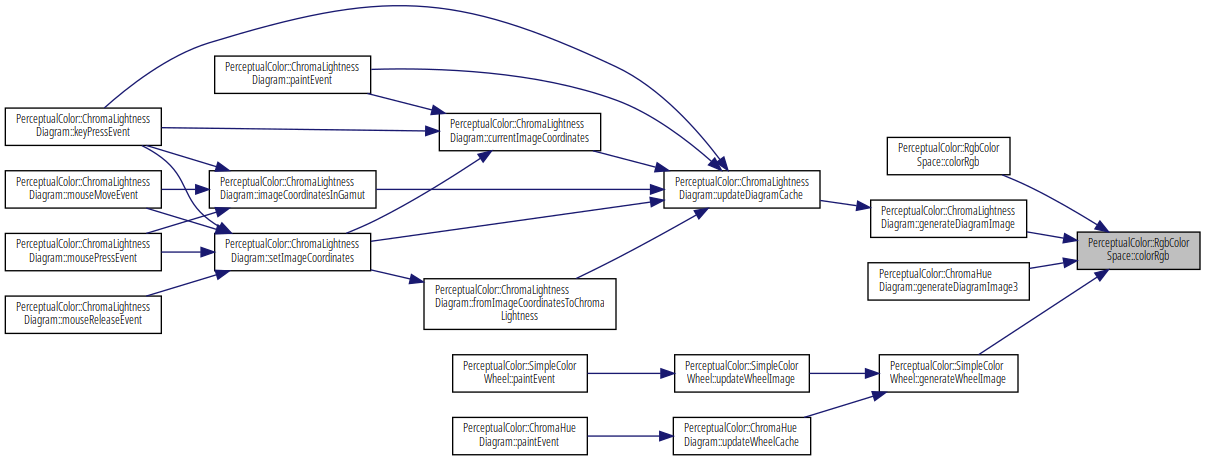 PerceptualColor::ChromaLightness
Diagram::paintEvent
PerceptualColor::ChromaLightness
Diagram::keyPressEvent
PerceptualColor::ChromaLightness
Diagram::currentImageCoordinates
PerceptualColor::RgbColor
Space::colorRgb
PerceptualColor::ChromaLightness
Diagram::mouseMoveEvent
PerceptualColor::ChromaLightness
Diagram::imageCoordinatesInGamut
PerceptualColor::ChromaLightness
Diagram::updateDiagramCache
PerceptualColor::ChromaLightness
Diagram::generateDiagramImage
PerceptualColor::ChromaLightness
Diagram::mousePressEvent
PerceptualColor::ChromaLightness
Diagram::setImageCoordinates
PerceptualColor::RgbColor
Space::colorRgb
PerceptualColor::ChromaHue
Diagram::generateDiagramImage3
PerceptualColor::ChromaLightness
Diagram::mouseReleaseEvent
PerceptualColor::ChromaLightness
Diagram::fromImageCoordinatesToChroma
Lightness
PerceptualColor::SimpleColor
Wheel::paintEvent
PerceptualColor::SimpleColor
Wheel::updateWheelImage
PerceptualColor::SimpleColor
Wheel::generateWheelImage
PerceptualColor::ChromaHue
Diagram::paintEvent
PerceptualColor::ChromaHue
Diagram::updateWheelCache